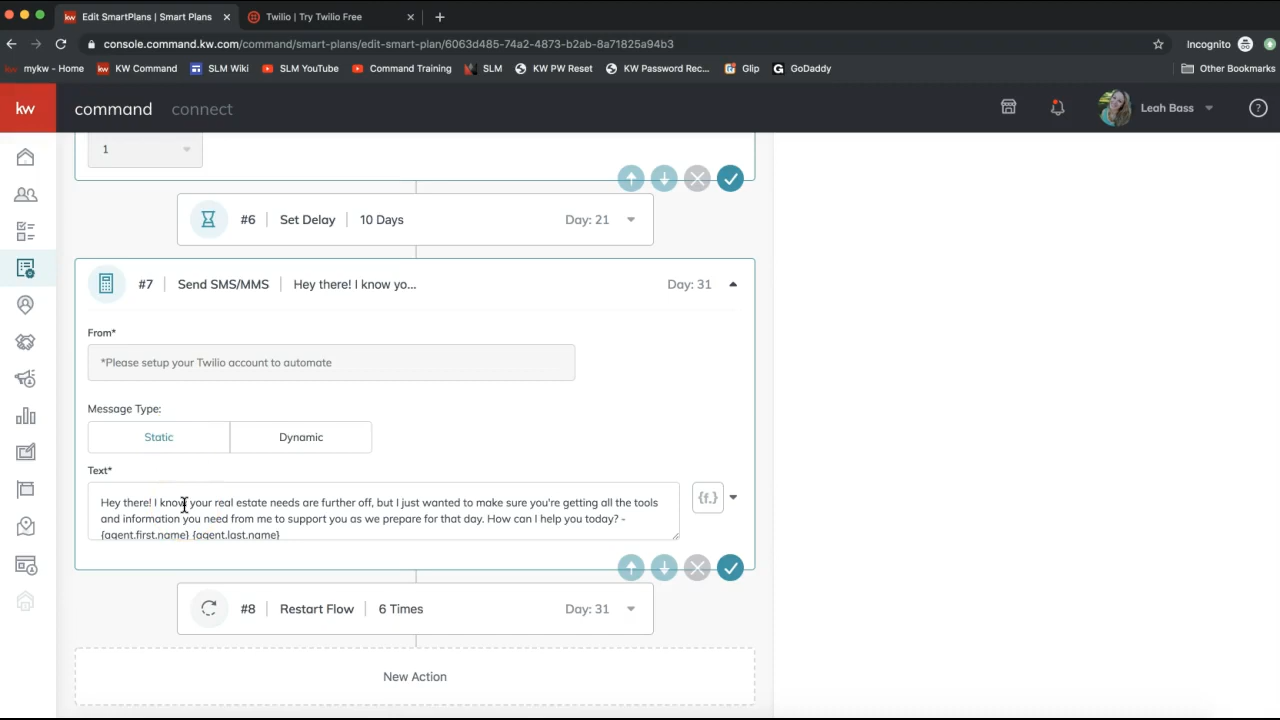 kw Edit SmartPlans | Smart Plans
Twilio | Try Twilio Free
console.command.kw.com/command/smart-plans/edit-smart-plan/6063d485-74a2-4873-b2ab-8a71825a94b3
Incognito
kw mykw - Home
kw KW Command
SLM Wiki
SLM YouTube
Command Training
SLM
KW PW Reset
KW Password Rec...
Glip
G GoDaddy
Other Bookmarks
kw
command connect
Leah Bass
?
1
#6 | Set Delay | 10 Days Day: 21
#7 | Send SMS/MMS | Hey there! I know yo... Day: 31
From*
*Please setup your Twilio account to automate
Message Type:
Static Dynamic
Text*
Hey there! I know your real estate needs are further off, but I just wanted to make sure you're getting all the tools
and information you need from me to support you as we prepare for that day. How can I help you today? -
{agent.first.name} {agent.last.name}
{f.}
#8 | Restart Flow | 6 Times Day: 31
New Action